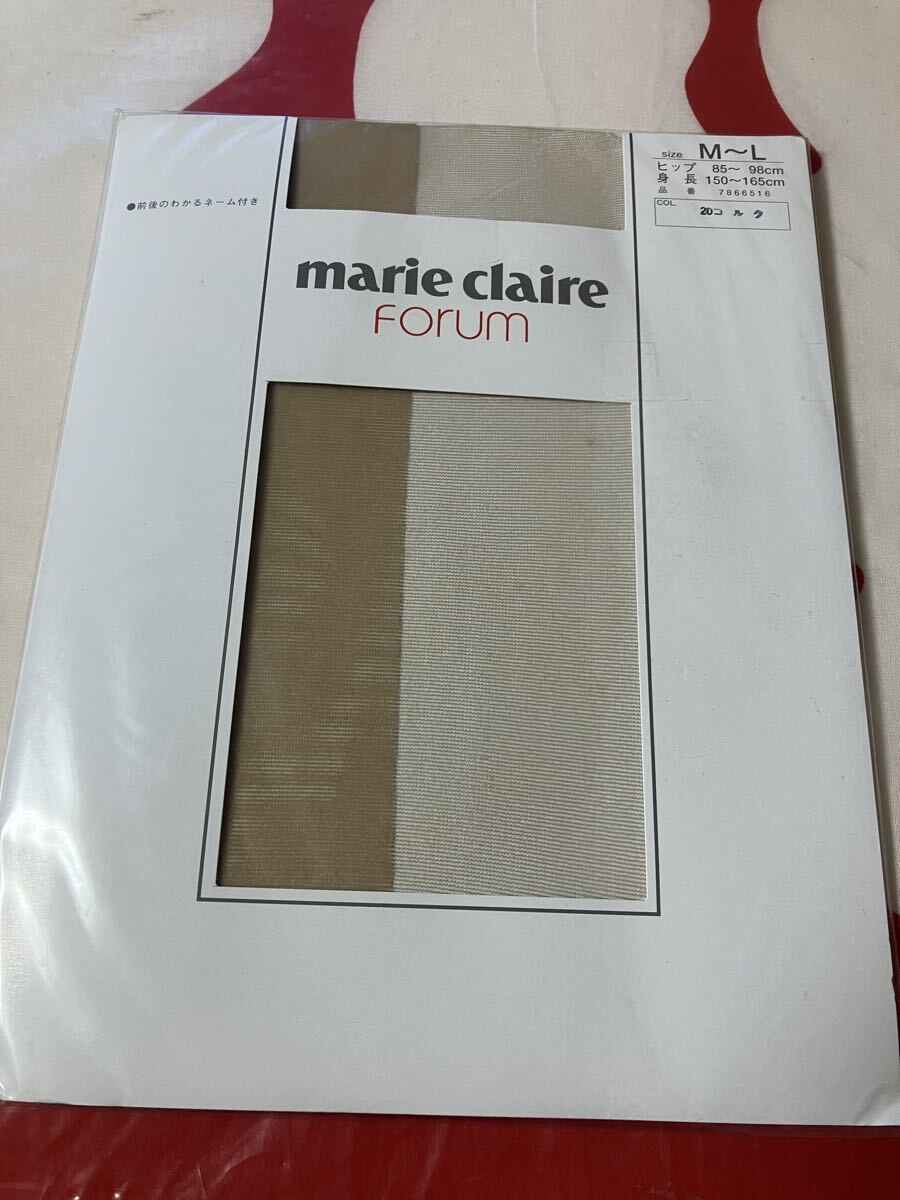 ●前後のわかるネーム付き
size M～L
ヒップ 85～ 98cm
身長 150～165cm
品番 7866516
COL.
20コルク
marie claire
Forum